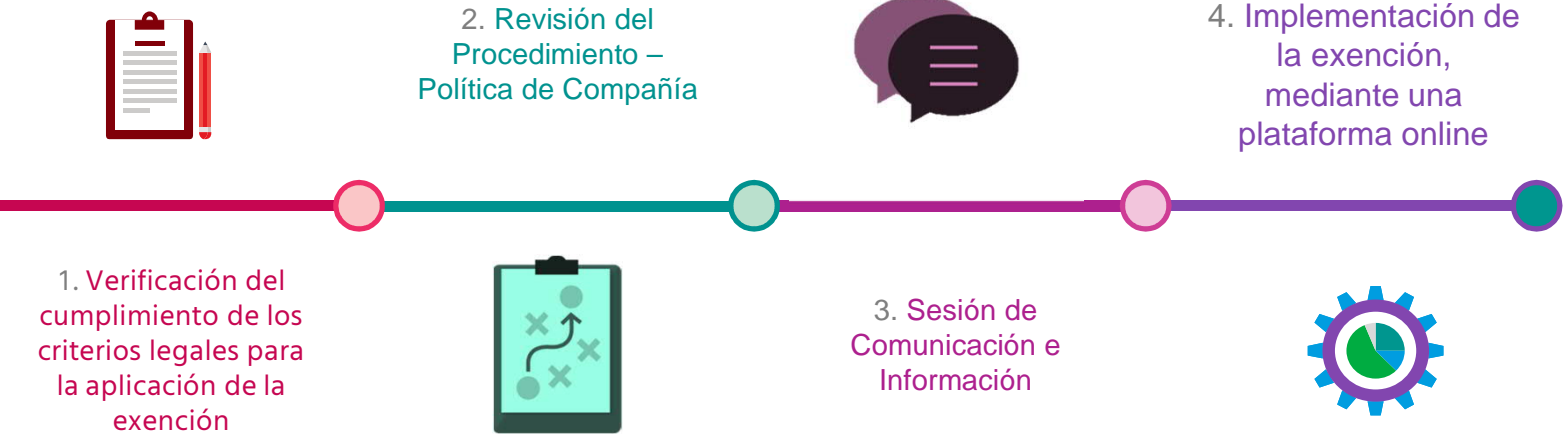 1. Verificación del
cumplimiento de los
criterios legales para
la aplicación de la
exención
2. Revisión del
Procedimiento –
Política de Compañía
3. Sesión de
Comunicación e
Información
4. Implementación de
la exención,
mediante una
plataforma online